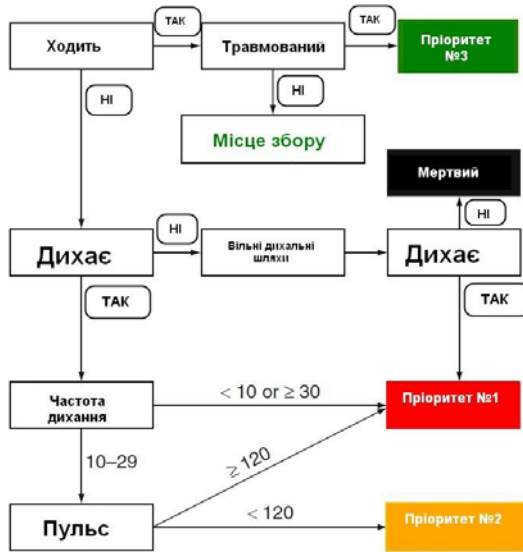 ТАК
ТАК
Ходить
Травмований
Пріоритет
№3
НІ
НІ
Місце збору
Мертвий
НІ
НІ
Дихає
Вільні дихальні
шляхи
Дихає
ТАК
ТАК
Частота
дихання
< 10 or ≥ 30
Пріоритет №1
10–29
≥ 120
Пульс
< 120
Пріоритет №2